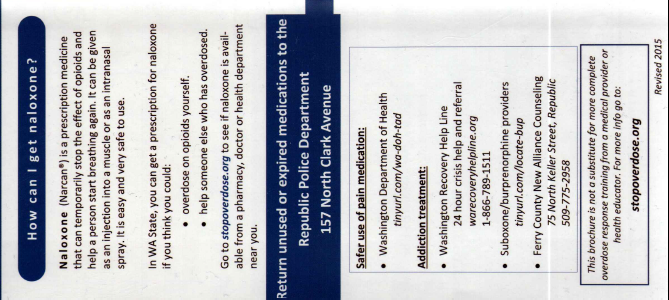 How can I get naloxone?
Naloxone (Narcan®) is a prescription medicine
that can temporarily stop the effect of opioids and
help a person start breathing again. It can be given
as an injection into a muscle or as an intranasal
spray. It is easy and very safe to use.
In WA State, you can get a prescription for naloxone
if you think you could:
• overdose on opioids yourself.
• help someone else who has overdosed.
Go to stopoverdose.org to see if naloxone is avail-
able from a pharmacy, doctor or health department
near you.
Return unused or expired medications to the
Republic Police Department
157 North Clark Avenue
Safer use of pain medication:
• Washington Department of Health
tinyurl.com/wa-doh-tad
Addiction treatment:
• Washington Recovery Help Line
24 hour crisis help and referral
warecoveryhelpline.org
1-866-789-1511
• Suboxone/burprenorphine providers
tinyurl.com/locate-bup
• Ferry County New Alliance Counseling
75 North Keller Street, Republic
509-775-2958
This brochure is not a substitute for more complete
overdose response training from a medical provider or
health educator. For more info go to:
stopoverdose.org
Revised 2015